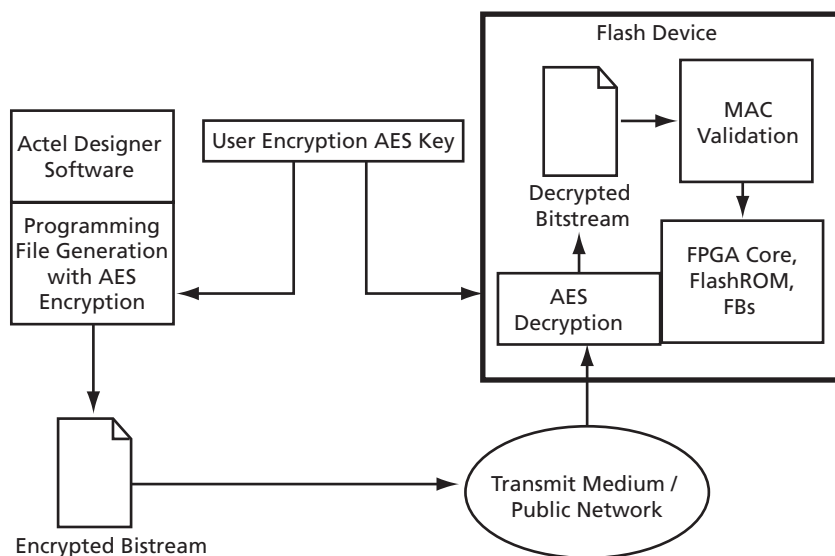 Flash Device
MAC
Validation
Actel Designer
Software
User Encryption AES Key
Decrypted
Bitstream
Programming
File Generation
with AES
Encryption
FPGA Core,
FlashROM,
FBs
AES
Decryption
Transmit Medium /
Public Network
Encrypted Bistream